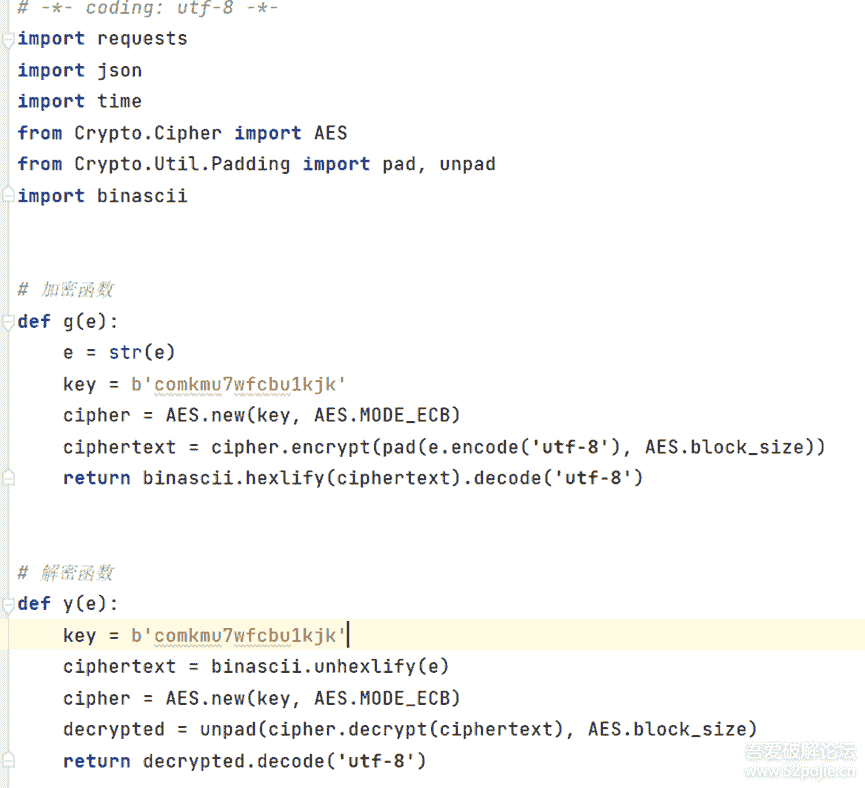 # -*- coding: utf-8 -*-
import requests
import json
import time
from Crypto.Cipher import AES
from Crypto.Util.Padding import pad, unpad
import binascii
# 加密函数
def g(e):
    e = str(e)
    key = b'comkmu7wfcbu1kjk'
    cipher = AES.new(key, AES.MODE_ECB)
    ciphertext = cipher.encrypt(pad(e.encode('utf-8'), AES.block_size))
    return binascii.hexlify(ciphertext).decode('utf-8')
# 解密函数
def y(e):
    key = b'comkmu7wfcbu1kjk'
    ciphertext = binascii.unhexlify(e)
    cipher = AES.new(key, AES.MODE_ECB)
    decrypted = unpad(cipher.decrypt(ciphertext), AES.block_size)
    return decrypted.decode('utf-8')
吾爱破解论坛
www.52pojie.cn